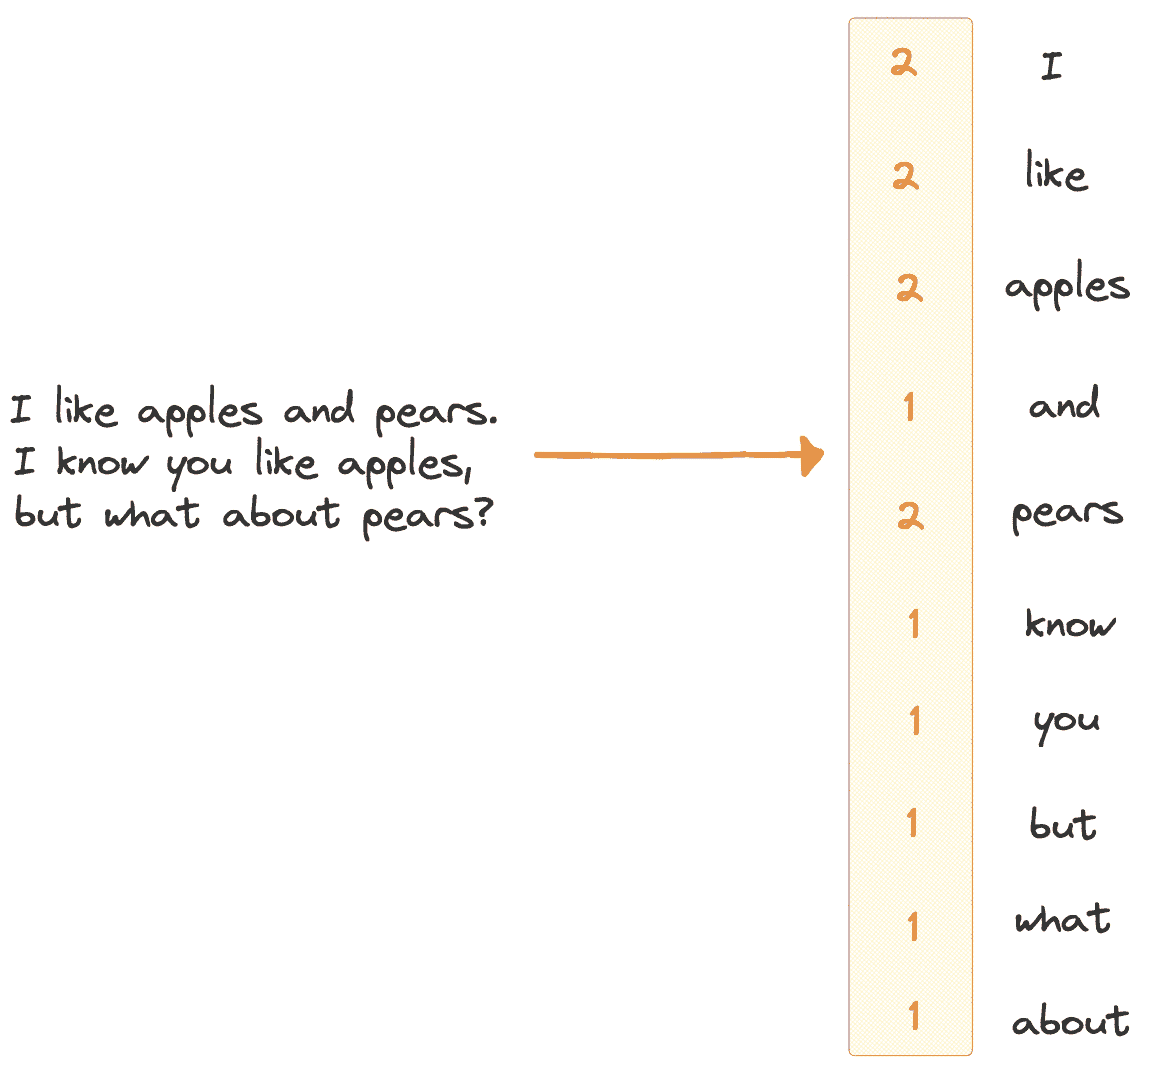 I like apples and pears.
I know you like apples,
but what about pears?
2 I
2 like
2 apples
1 and
2 pears
1 know
1 you
1 but
1 what
1 about